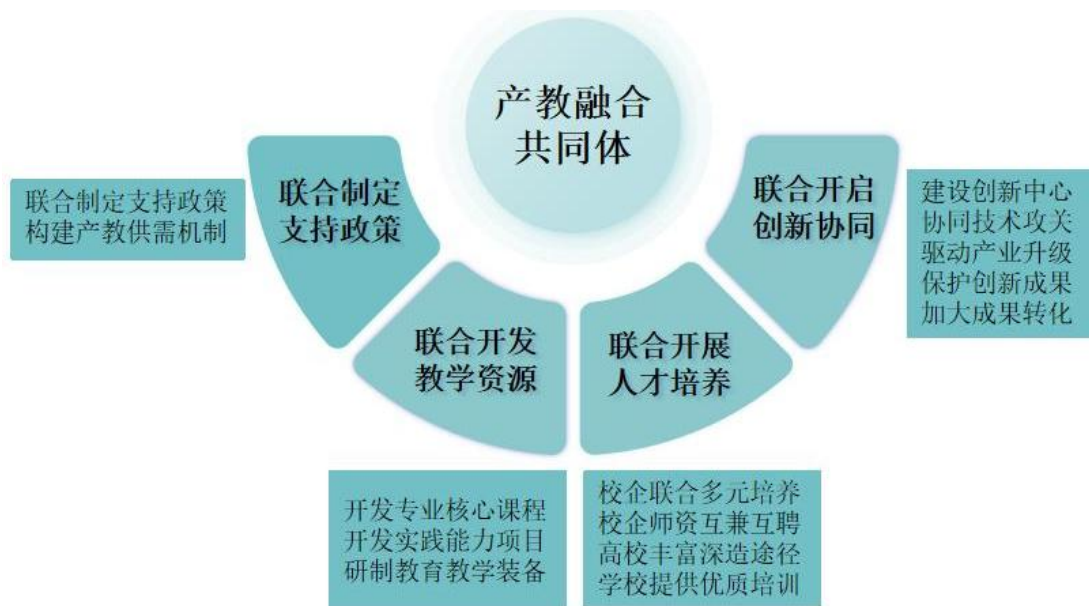 产教融合
共同体
联合制定
支持政策
联合制定支持政策
构建产教供需机制
联合开发
教学资源
开发专业核心课程
开发实践能力项目
研制教育教学装备
联合开展
人才培养
校企联合多元培养
校企师资互兼互聘
高校丰富深造途径
学校提供优质培训
联合开启
创新协同
建设创新中心
协同技术攻关
驱动产业升级
保护创新成果
加大成果转化